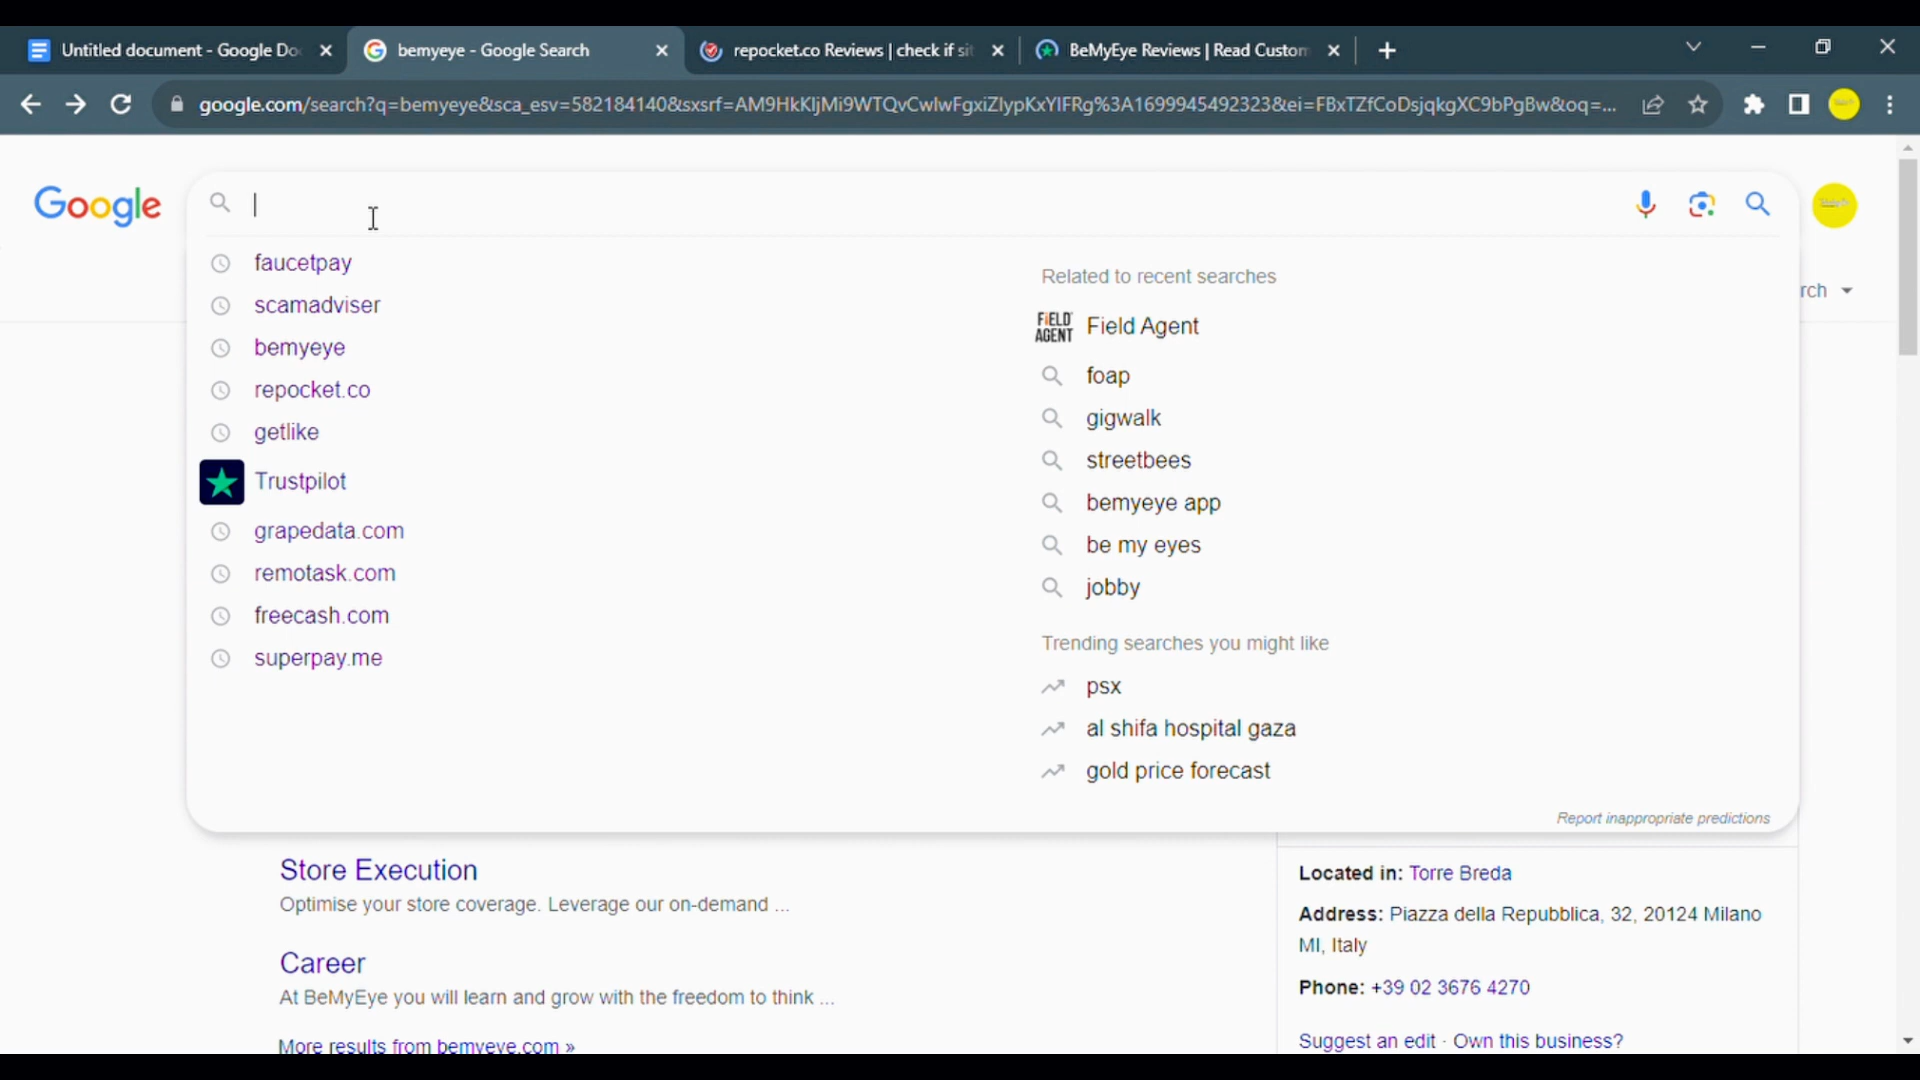 Untitled document - Google Do
bemyeye - Google Search
repocket.co Reviews | check if sit
BeMyEye Reviews | Read Custom
google.com/search?q=bemyeye&sca_esv=582184140&sxsrf=AM9HkKljMi9WTQvCwlwFgxiZlypKxYlFRg%3A1699945492323&ei=FBxTZfCoDsjqkgXC9bPgBw&oq=...
Google
faucetpay
scamadviser
bemyeye
repocket.co
getlike
Trustpilot
grapedata.com
remotask.com
freecash.com
superpay.me
Related to recent searches
FiELD
AGENT
Field Agent
foap
gigwalk
streetbees
bemyeye app
be my eyes
jobby
Trending searches you might like
psx
al shifa hospital gaza
gold price forecast
Report inappropriate predictions
rch
Store Execution
Optimise your store coverage. Leverage our on-demand ...
Career
At BeMyEye you will learn and grow with the freedom to think ...
More results from bemyeye.com »
Located in: Torre Breda
Address: Piazza della Repubblica, 32, 20124 Milano
MI, Italy
Phone: +39 02 3676 4270
Suggest an edit · Own this business?